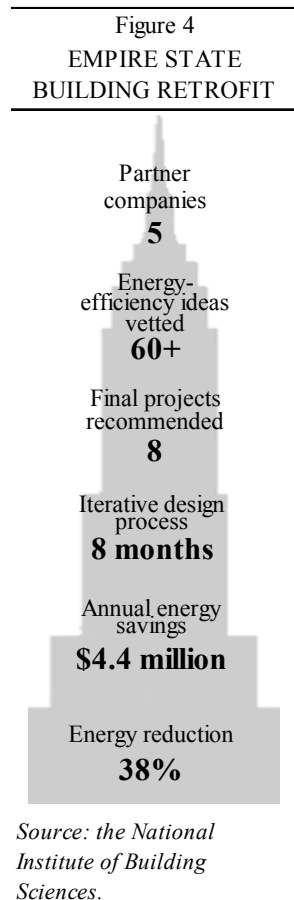 Figure 4
EMPIRE STATE
BUILDING RETROFIT
Partner
companies
5
Energy-
efficiency ideas
vetted
60+
Final projects
recommended
8
Iterative design
process
8 months
Annual energy
savings
$4.4 million
Energy reduction
38%
Source: the National
Institute of Building
Sciences.